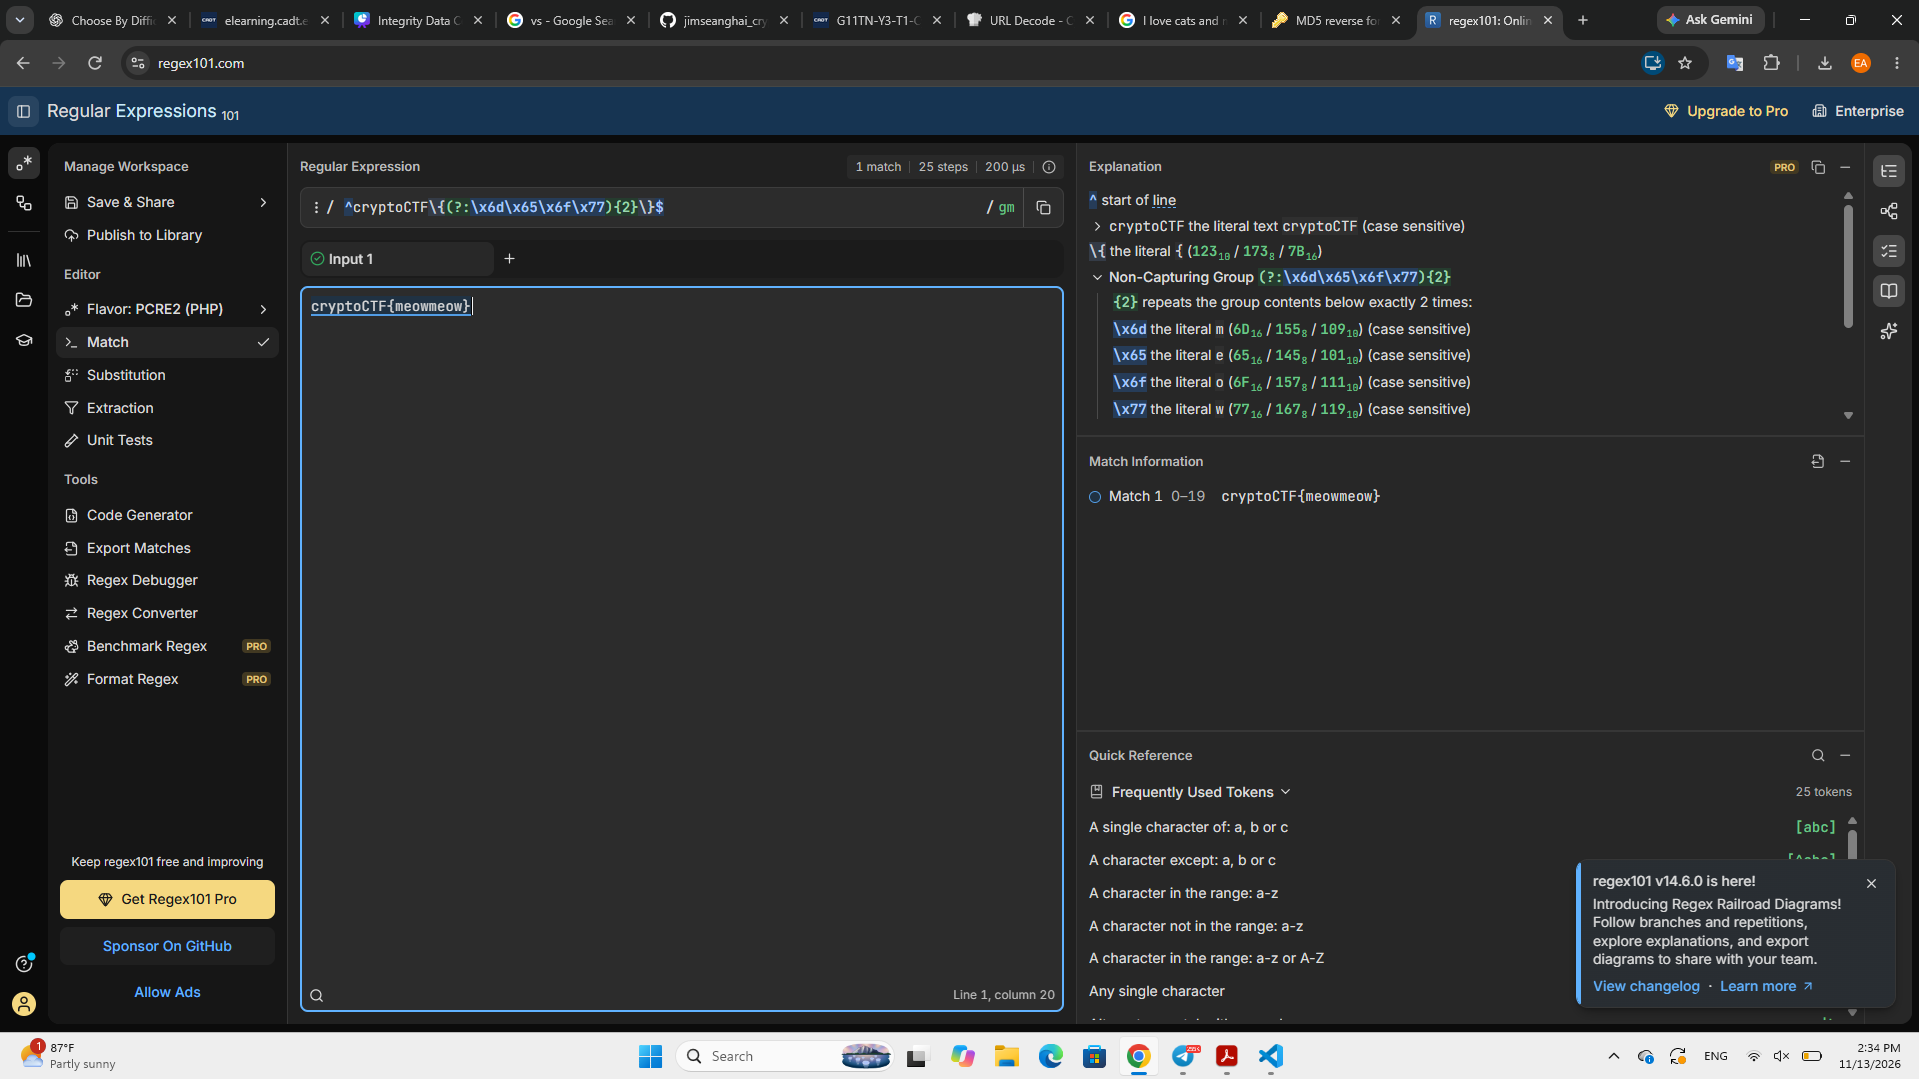 Choose By Diffic
elearning.cadt.e
Integrity Data C
vs - Google Sea
jimseanghai_cry
G11TN-Y3-T1-C
URL Decode - C
I love cats and r
MD5 reverse for
regex101: Onlin
Ask Gemini
regex101.com
EA
Regular Expressions 101
Upgrade to Pro
Enterprise
Manage Workspace
Save & Share
Publish to Library
Editor
Flavor: PCRE2 (PHP)
Match
Substitution
Extraction
Unit Tests
Tools
Code Generator
Export Matches
Regex Debugger
Regex Converter
Benchmark Regex PRO
Format Regex PRO
Keep regex101 free and improving
Get Regex101 Pro
Sponsor On GitHub
Allow Ads
Regular Expression
1 match
25 steps
200 µs
/ ^cryptoCTF\{(?:\x6d\x65\x6f\x77){2}\}$ / gm
Input 1
cryptoCTF{meowmeow}
Line 1, column 20
Explanation
PRO
^ start of line
cryptoCTF the literal text cryptoCTF (case sensitive)
\{ the literal { (123₁₀ / 173₈ / 7B₁₆)
Non-Capturing Group (?:\x6d\x65\x6f\x77){2}
{2} repeats the group contents below exactly 2 times:
\x6d the literal m (6D₁₆ / 155₈ / 109₁₀) (case sensitive)
\x65 the literal e (65₁₆ / 145₈ / 101₁₀) (case sensitive)
\x6f the literal o (6F₁₆ / 157₈ / 111₁₀) (case sensitive)
\x77 the literal w (77₁₆ / 167₈ / 119₁₀) (case sensitive)
Match Information
Match 1 0–19 cryptoCTF{meowmeow}
Quick Reference
Frequently Used Tokens
25 tokens
A single character of: a, b or c [abc]
A character except: a, b or c
A character in the range: a-z
A character not in the range: a-z
A character in the range: a-z or A-Z
Any single character
regex101 v14.6.0 is here!
Introducing Regex Railroad Diagrams!
Follow branches and repetitions,
explore explanations, and export
diagrams to share with your team.
View changelog · Learn more ↗
1
87°F
Partly sunny
Search
ENG
2:34 PM
11/13/2026